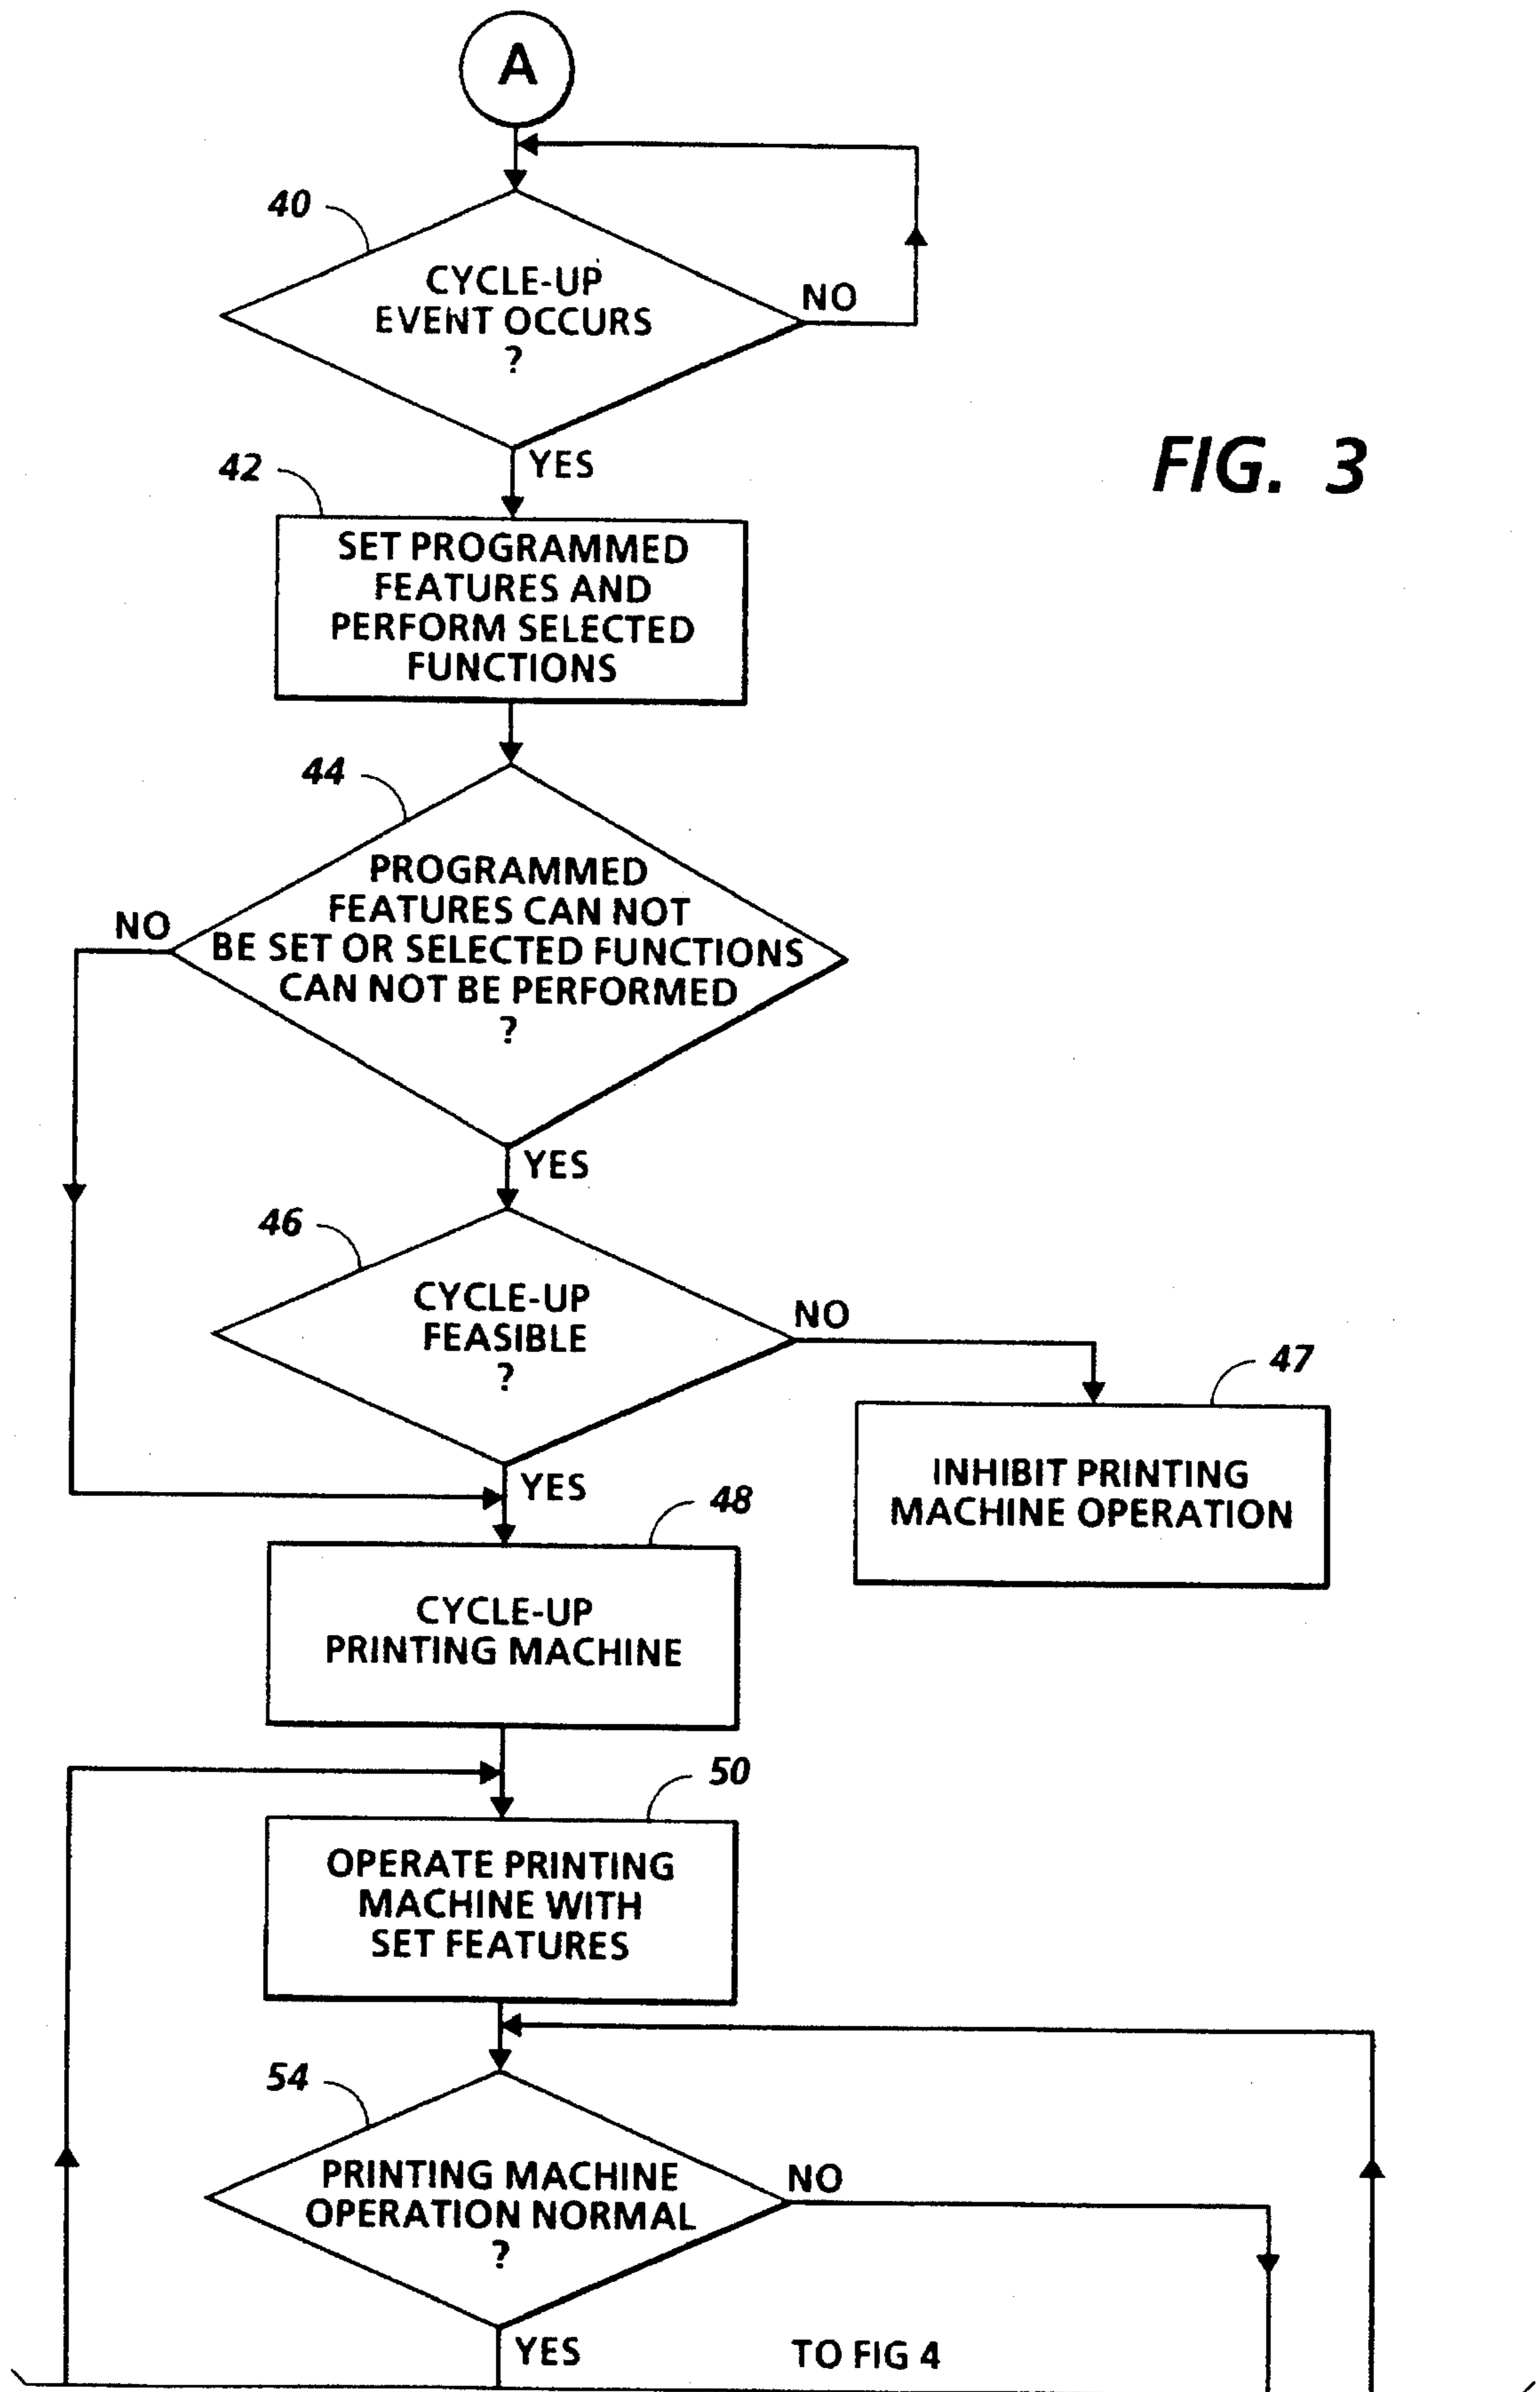 A
40
CYCLE-UP
EVENT OCCURS
?
NO
YES
FIG. 3
42
SET PROGRAMMED
FEATURES AND
PERFORM SELECTED
FUNCTIONS
44
PROGRAMMED
FEATURES CAN NOT
BE SET OR SELECTED FUNCTIONS
CAN NOT BE PERFORMED
?
NO
YES
46
CYCLE-UP
FEASIBLE
?
NO
47
INHIBIT PRINTING
MACHINE OPERATION
YES
48
CYCLE-UP
PRINTING MACHINE
50
OPERATE PRINTING
MACHINE WITH
SET FEATURES
54
PRINTING MACHINE
OPERATION NORMAL
?
NO
YES
TO FIG 4